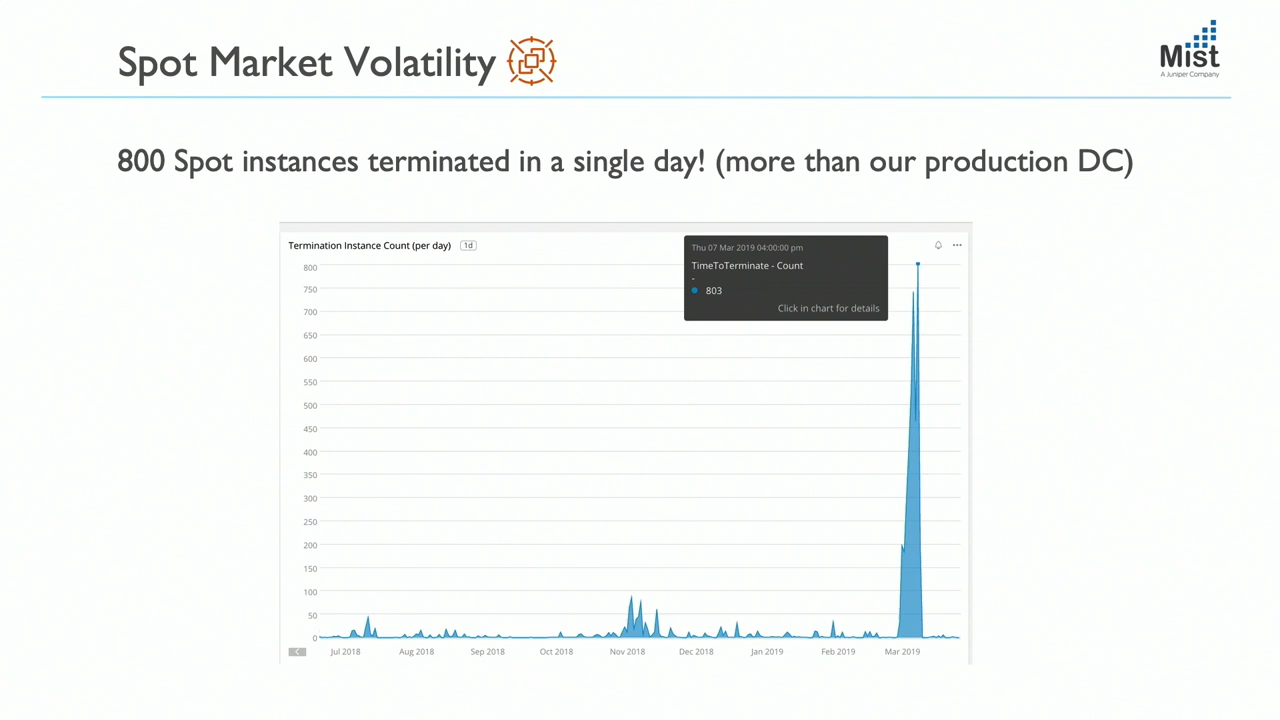 Spot Market Volatility
Mist
A Juniper Company
800 Spot instances terminated in a single day! (more than our production DC)
Termination Instance Count (per day) 1d
Thu 07 Mar 2019 04:00:00 pm
TimeToTerminate - Count
-
803
Click in chart for details
800
750
700
650
600
550
500
450
400
350
300
250
200
150
100
50
0
Jul 2018 Aug 2018 Sep 2018 Oct 2018 Nov 2018 Dec 2018 Jan 2019 Feb 2019 Mar 2019